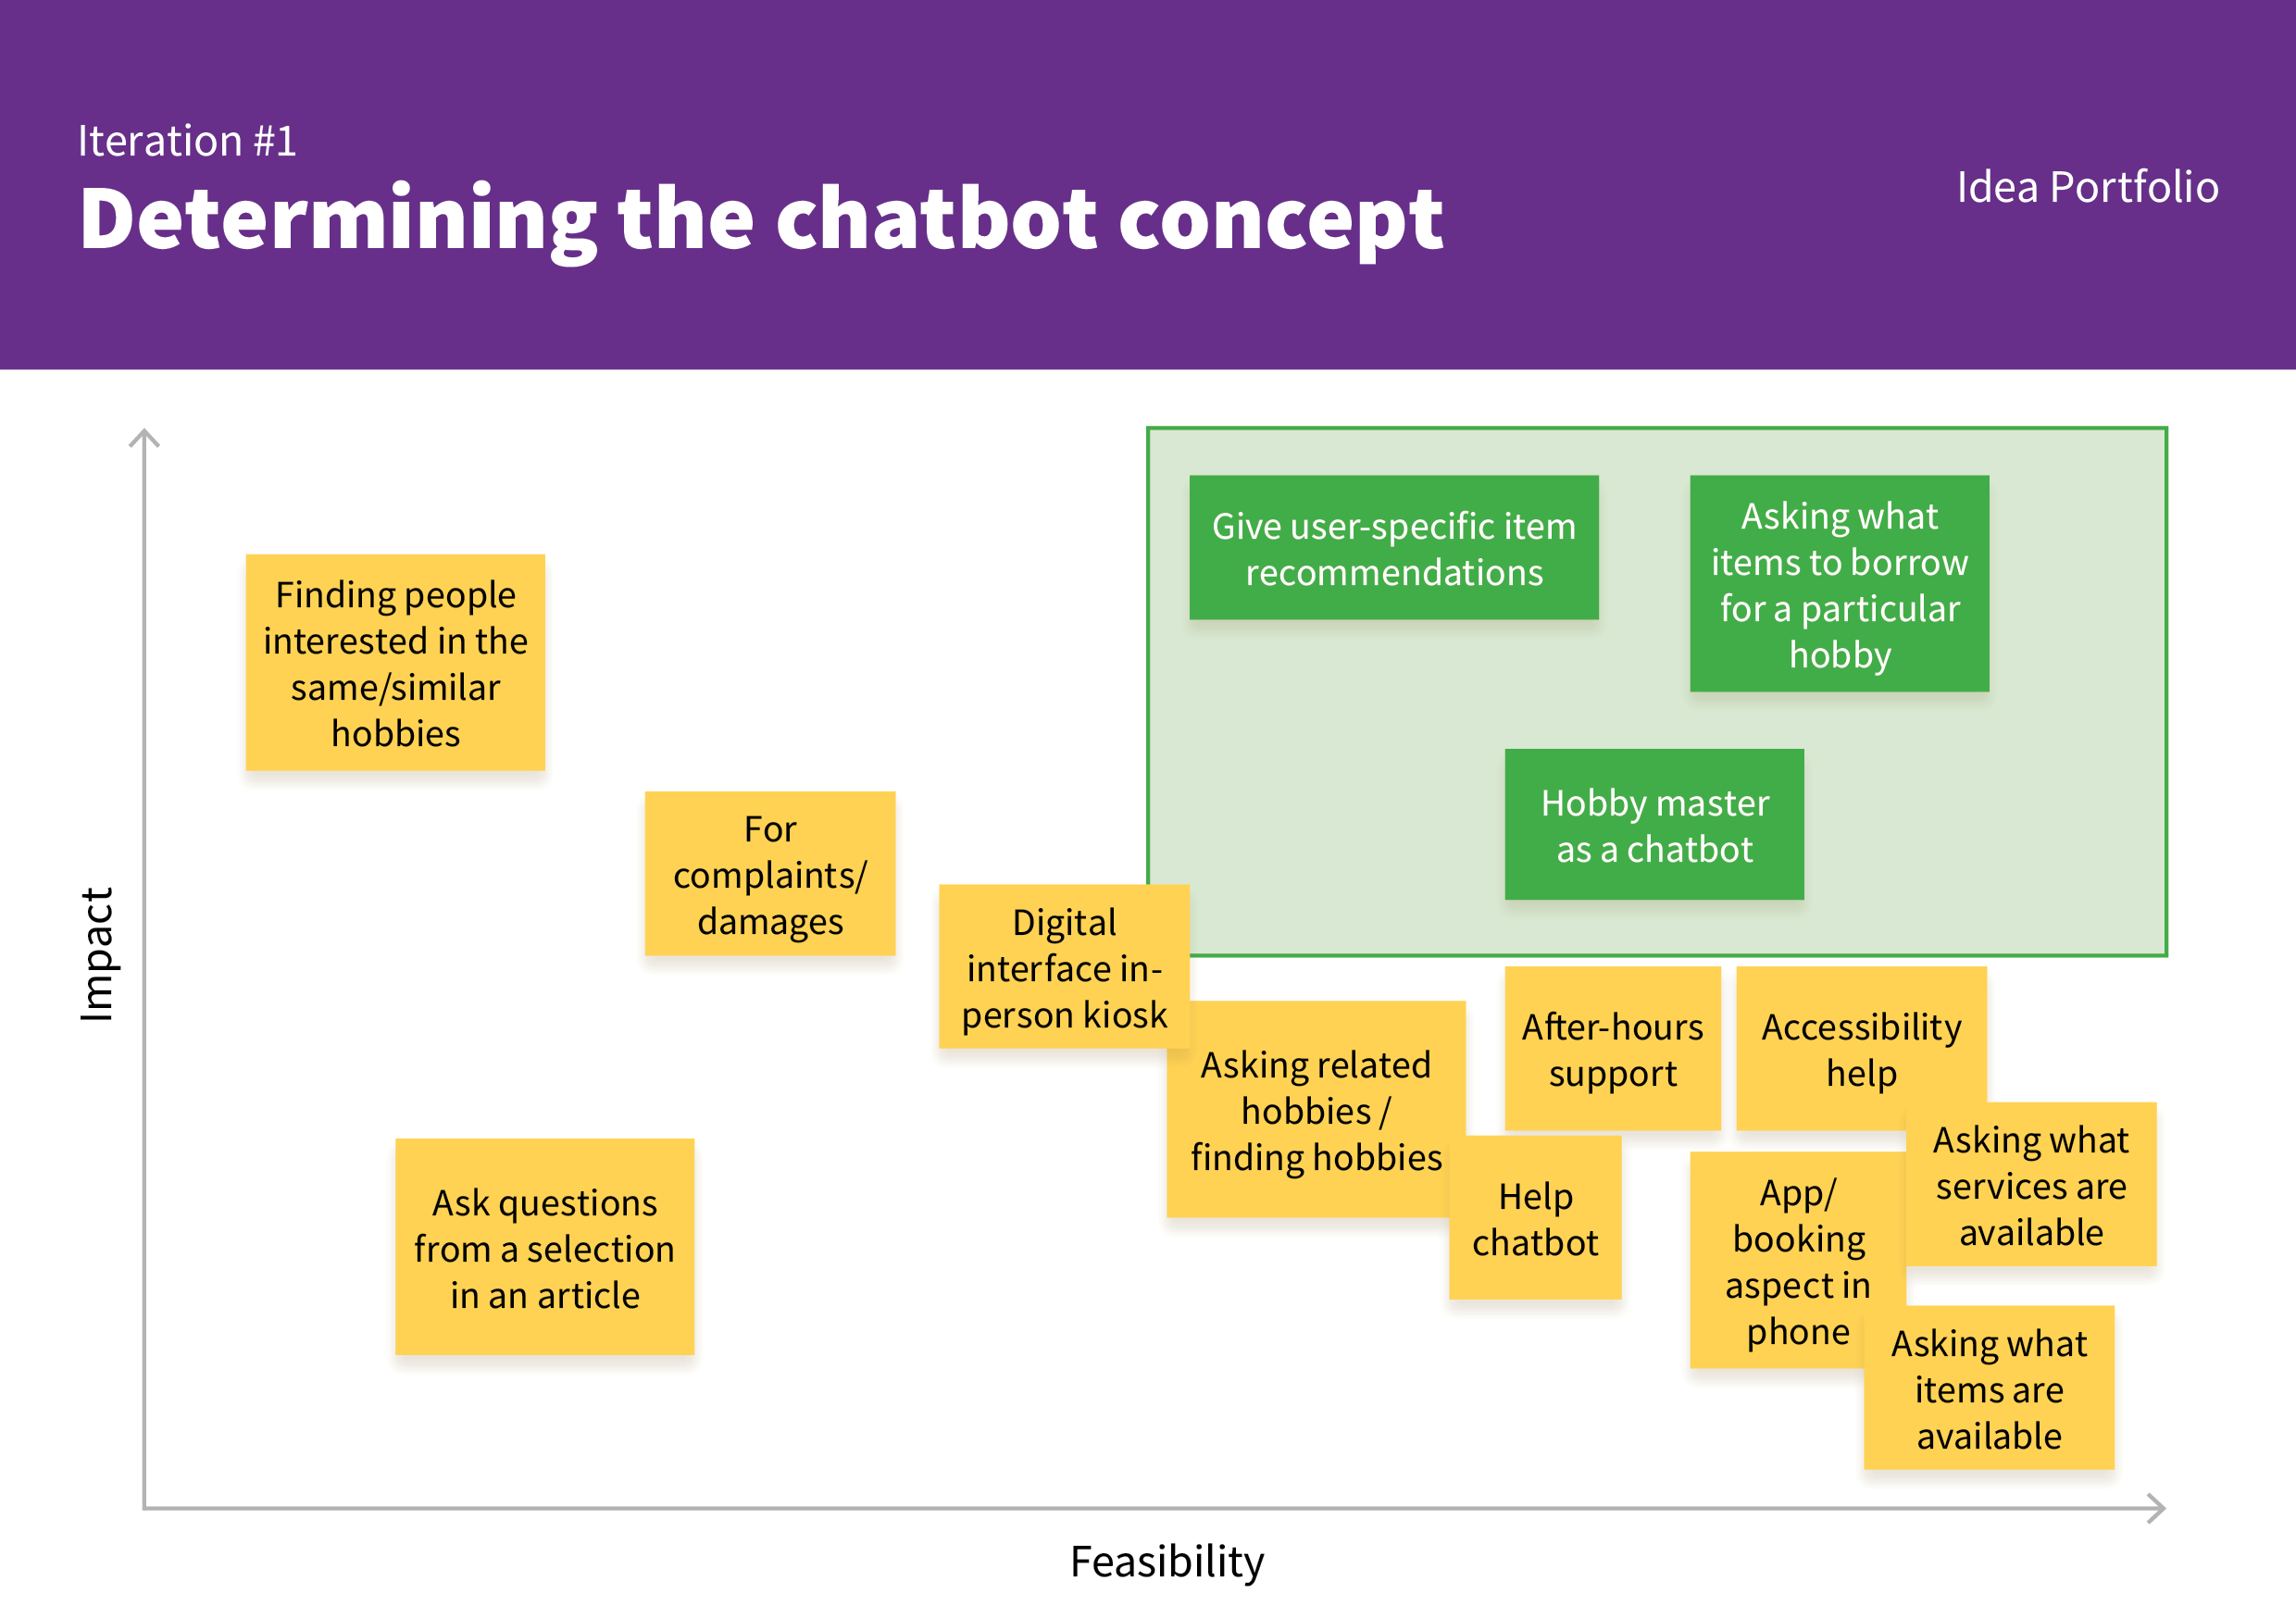 Iteration #1
Determining the chatbot concept
Idea Portfolio
Give user-specific item
recommendations
Asking what
items to borrow
for a particular
hobby
Finding people
interested in the
same/similar
hobbies
Hobby master
as a chatbot
For
complaints/
damages
Digital
interface in-
person kiosk
Asking related
hobbies /
finding hobbies
After-hours
support
Accessibility
help
Asking what
services are
available
Help
chatbot
App/
booking
aspect in
phone
Ask questions
from a selection
in an article
Asking what
items are
available
Impact
Feasibility